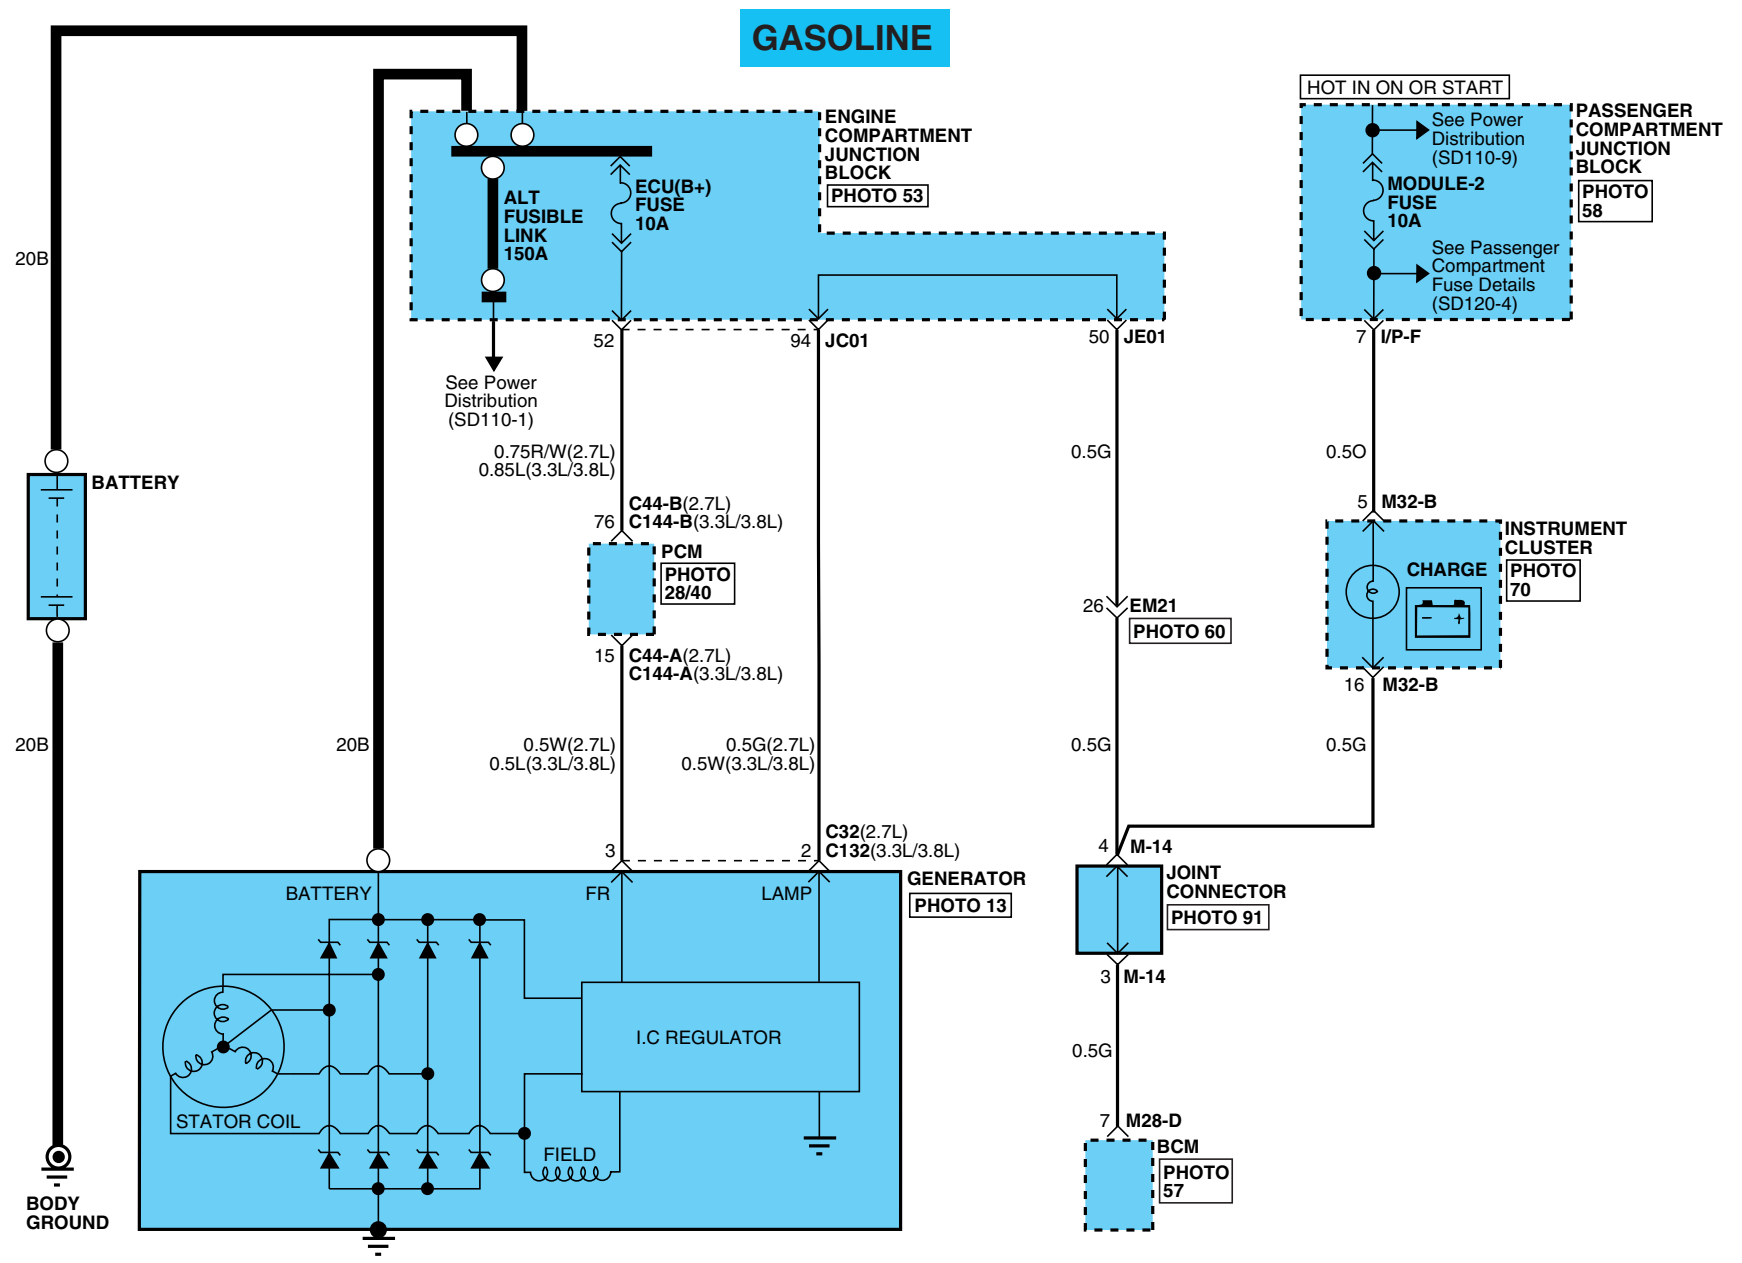 GASOLINE
HOT IN ON OR START
ENGINE
COMPARTMENT
JUNCTION
BLOCK
PHOTO 53
ALT
FUSIBLE
LINK
150A
ECU(B+)
FUSE
10A
See Power
Distribution
(SD110-9)
MODULE-2
FUSE
10A
See Passenger
Compartment
Fuse Details
(SD120-4)
PASSENGER
COMPARTMENT
JUNCTION
BLOCK
PHOTO
58
20B
52
94
JC01
50
JE01
7
I/P-F
See Power
Distribution
(SD110-1)
0.75R/W(2.7L)
0.85L(3.3L/3.8L)
0.5G
0.5O
BATTERY
C44-B(2.7L)
76
C144-B(3.3L/3.8L)
PCM
PHOTO
28/40
15
C44-A(2.7L)
C144-A(3.3L/3.8L)
5
M32-B
INSTRUMENT
CLUSTER
PHOTO
70
CHARGE
- +
26
EM21
PHOTO 60
16
M32-B
20B
20B
0.5W(2.7L)
0.5L(3.3L/3.8L)
0.5G(2.7L)
0.5W(3.3L/3.8L)
0.5G
0.5G
3
2
C32(2.7L)
C132(3.3L/3.8L)
4
M-14
GENERATOR
PHOTO 13
JOINT
CONNECTOR
PHOTO 91
BATTERY
FR
LAMP
3
M-14
I.C REGULATOR
STATOR COIL
FIELD
0.5G
7
M28-D
BCM
PHOTO
57
BODY
GROUND